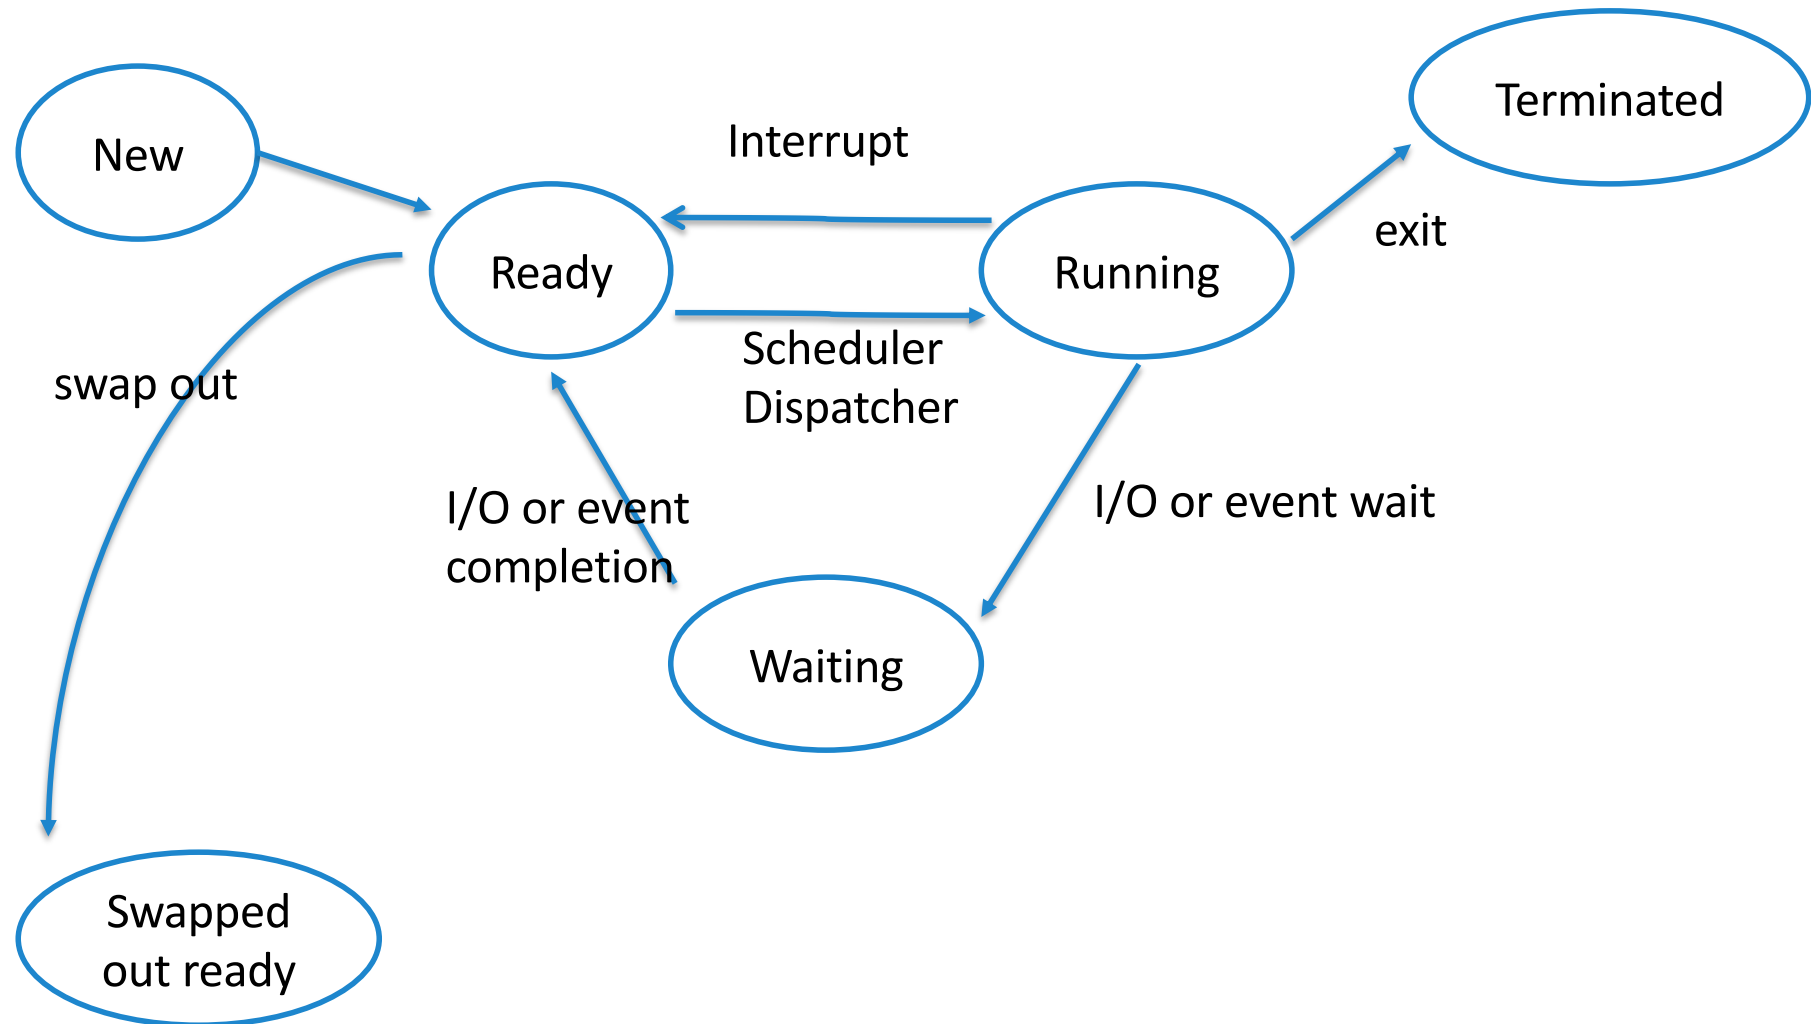 Terminated
New
Interrupt
exit
Ready
Running
Scheduler
Dispatcher
swap out
I/O or event
completion
I/O or event wait
Waiting
Swapped
out ready